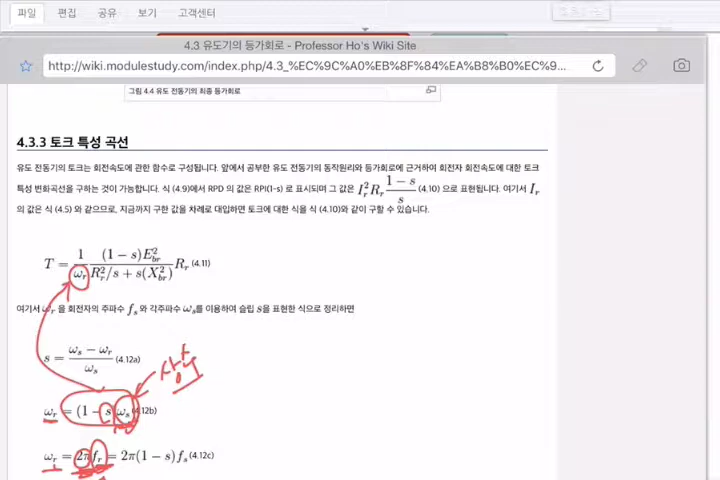 파일 편집 공유 보기 고객센터
4.3 유도기의 등가회로 - Professor Ho's Wiki Site
http://wiki.modulestudy.com/index.php/4.3_%EC%9C%A0%EB%8F%84%EA%B8%B0%EC%9D%98_%EC%9...
그림 4.4 유도 전동기의 최종 등가회로
4.3.3 토크 특성 곡선
유도 전동기의 토크는 회전속도에 관한 함수로 구성됩니다. 앞에서 공부한 유도 전동기의 동작원리와 등가회로에 근거하여 회전자 회전속도에 대한 토크
특성 변화곡선을 구하는 것이 가능합니다. 식 (4.9)에서 RPD 의 값은 RPI(1-s) 로 표시되며 그 값은 I_r^2 R_r \frac{1-s}{s} (4.10) 으로 표현됩니다. 여기서 I_r
의 값은 식 (4.5) 와 같으므로, 지금까지 구한 값을 차례로 대입하면 토크에 대한 식을 식 (4.10)와 같이 구할 수 있습니다.
T = \frac{1}{ω_r} \frac{(1-s)E_{br}^2}{R_r^2/s + s(X_{br}^2)} R_r (4.11)
여기서 ω_r 을 회전자의 주파수 f_s 와 각주파수 ω_s를 이용하여 슬립 s을 표현한 식으로 정리하면
s = \frac{ω_s - ω_r}{ω_s} (4.12a)
상수
ω_r = (1 - s)ω_s (4.12b)
ω_r = 2πf_r = 2π(1 - s)f_s (4.12c)